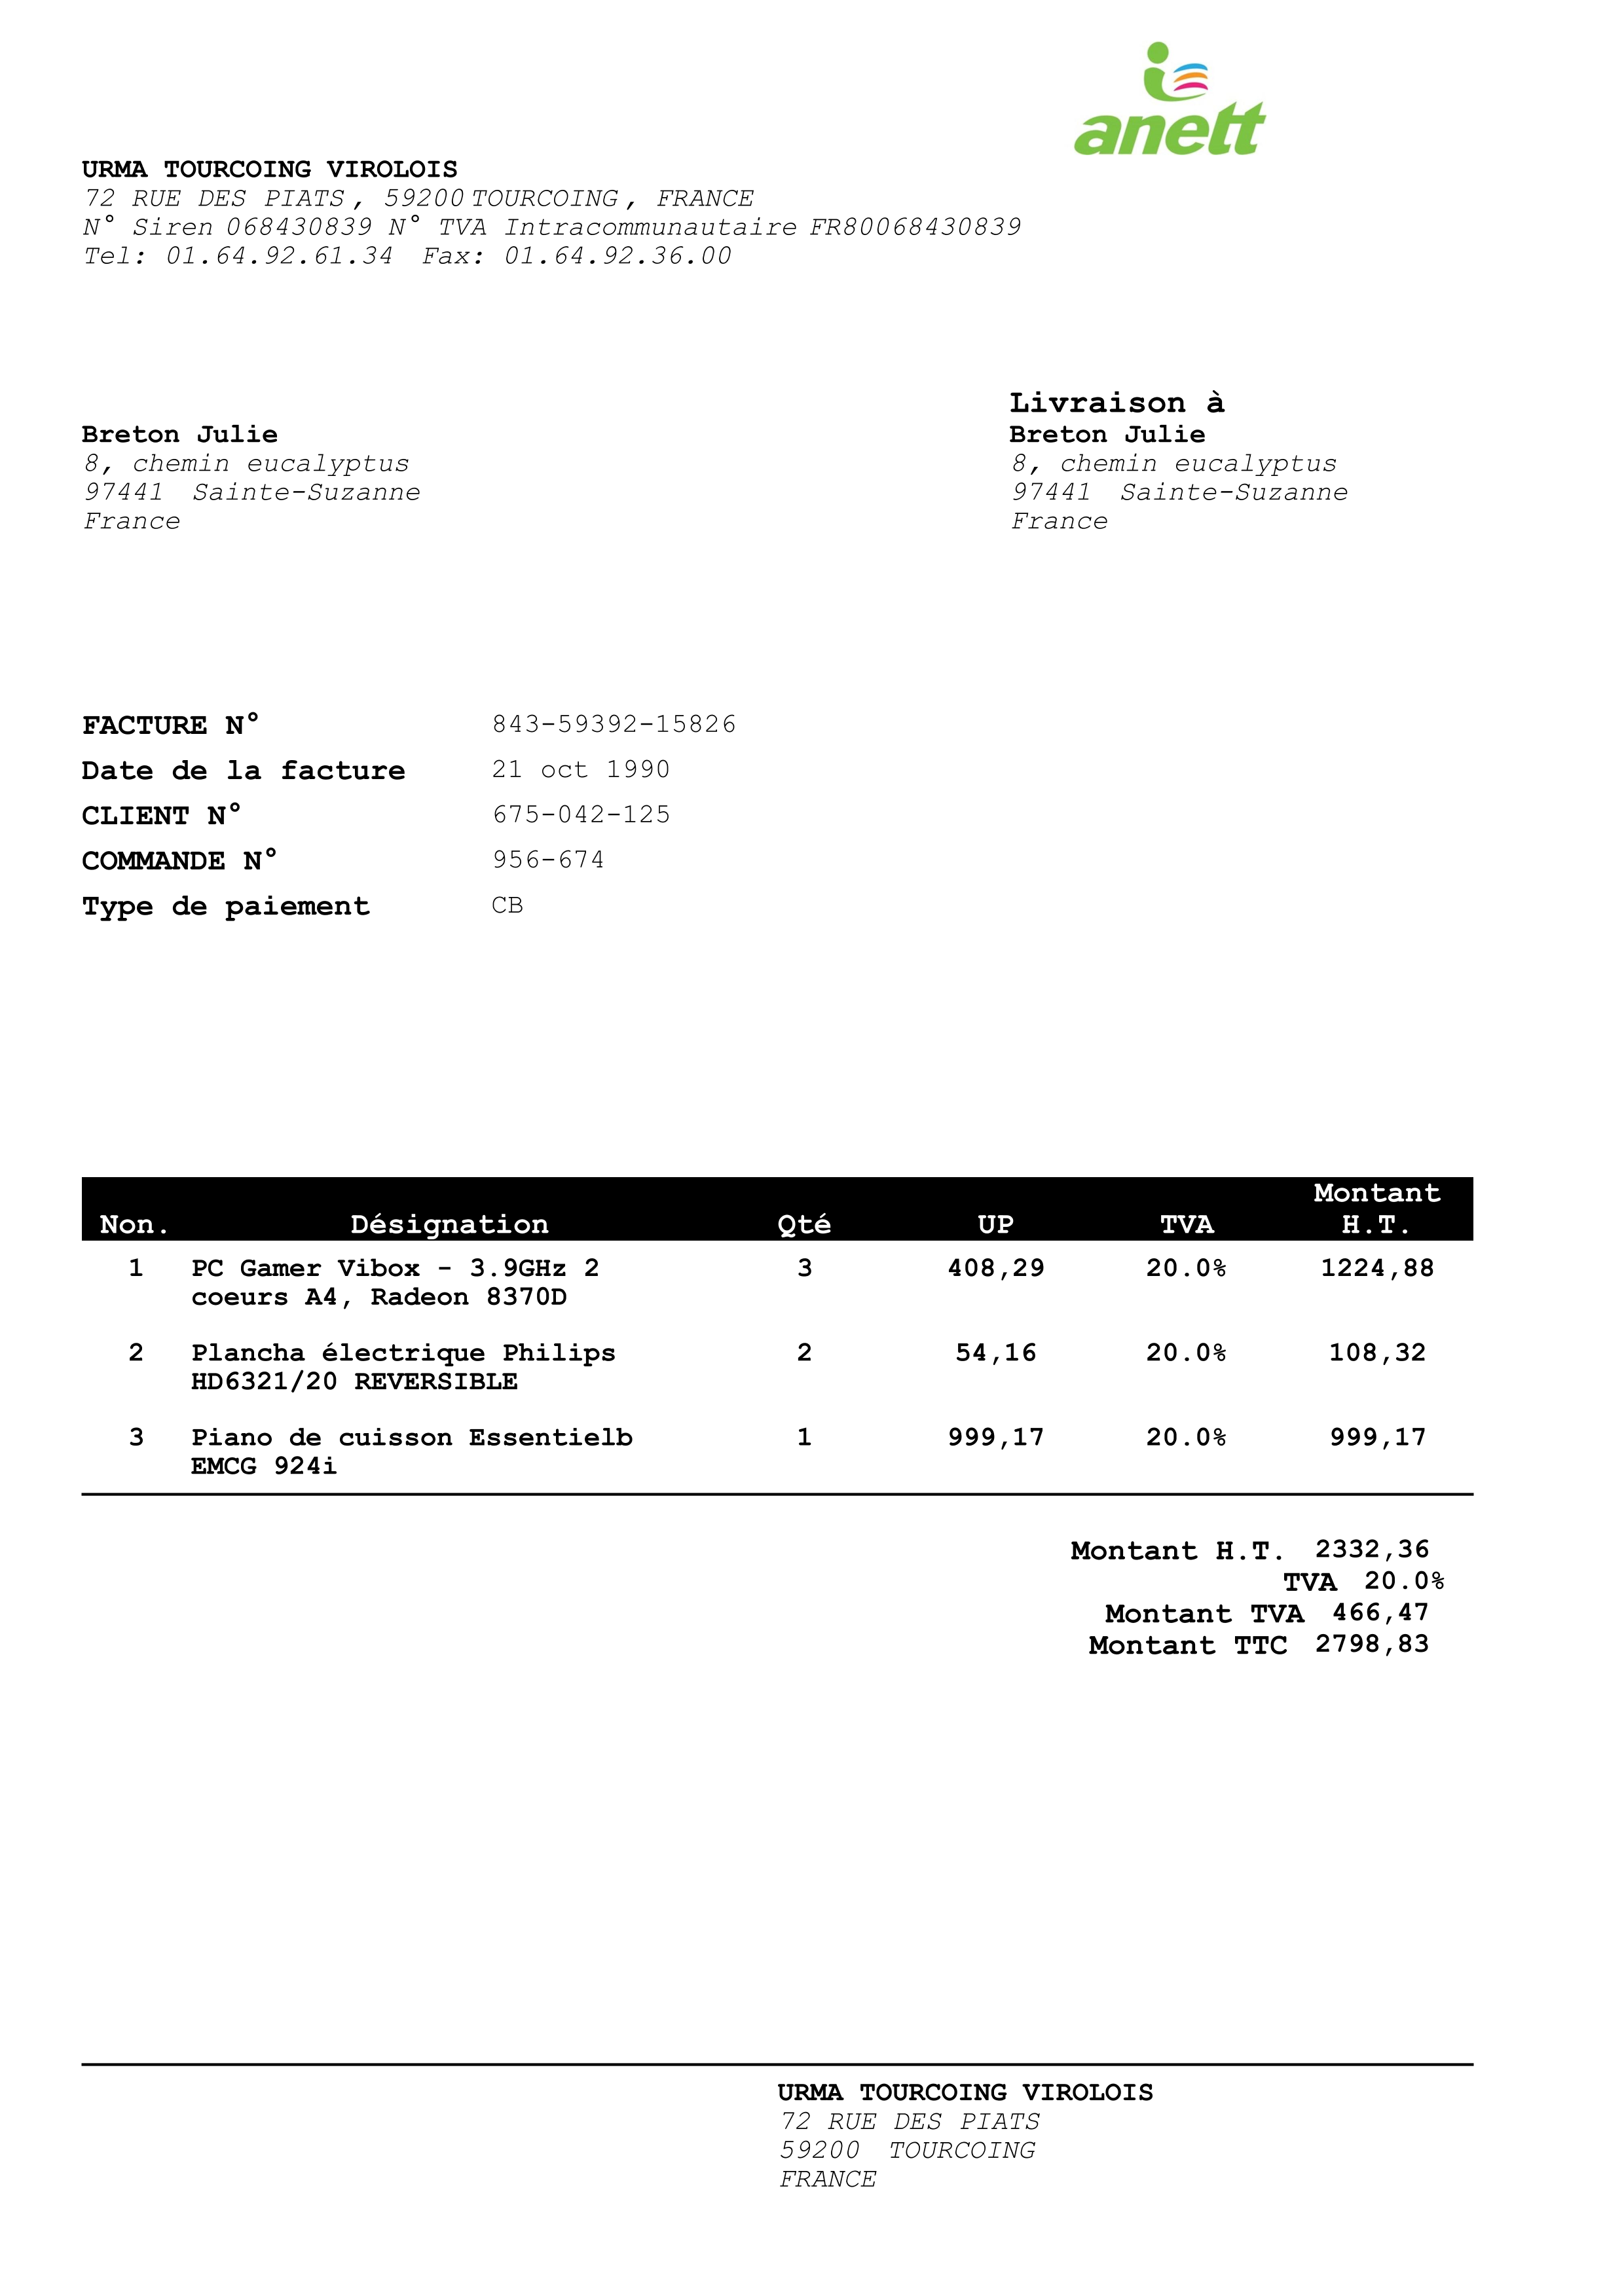 anett
URMA TOURCOING VIROLOIS
72 RUE DES PIATS, 59200 TOURCOING, FRANCE
N° Siren 068430839 N° TVA Intracommunautaire FR80068430839
Tel: 01.64.92.61.34 Fax: 01.64.92.36.00
Breton Julie
8, chemin eucalyptus
97441 Sainte-Suzanne
France
Livraison à
Breton Julie
8, chemin eucalyptus
97441 Sainte-Suzanne
France
FACTURE N° 843-59392-15826
Date de la facture 21 oct 1990
CLIENT N° 675-042-125
COMMANDE N° 956-674
Type de paiement CB
Non. Désignation Qté UP TVA Montant H.T.
1 PC Gamer Vibox - 3.9GHz 2 3 408,29 20.0% 1224,88
coeurs A4, Radeon 8370D
2 Plancha électrique Philips 2 54,16 20.0% 108,32
HD6321/20 REVERSIBLE
3 Piano de cuisson Essentielb 1 999,17 20.0% 999,17
EMCG 924i
Montant H.T. 2332,36
TVA 20.0%
Montant TVA 466,47
Montant TTC 2798,83
URMA TOURCOING VIROLOIS
72 RUE DES PIATS
59200 TOURCOING
FRANCE